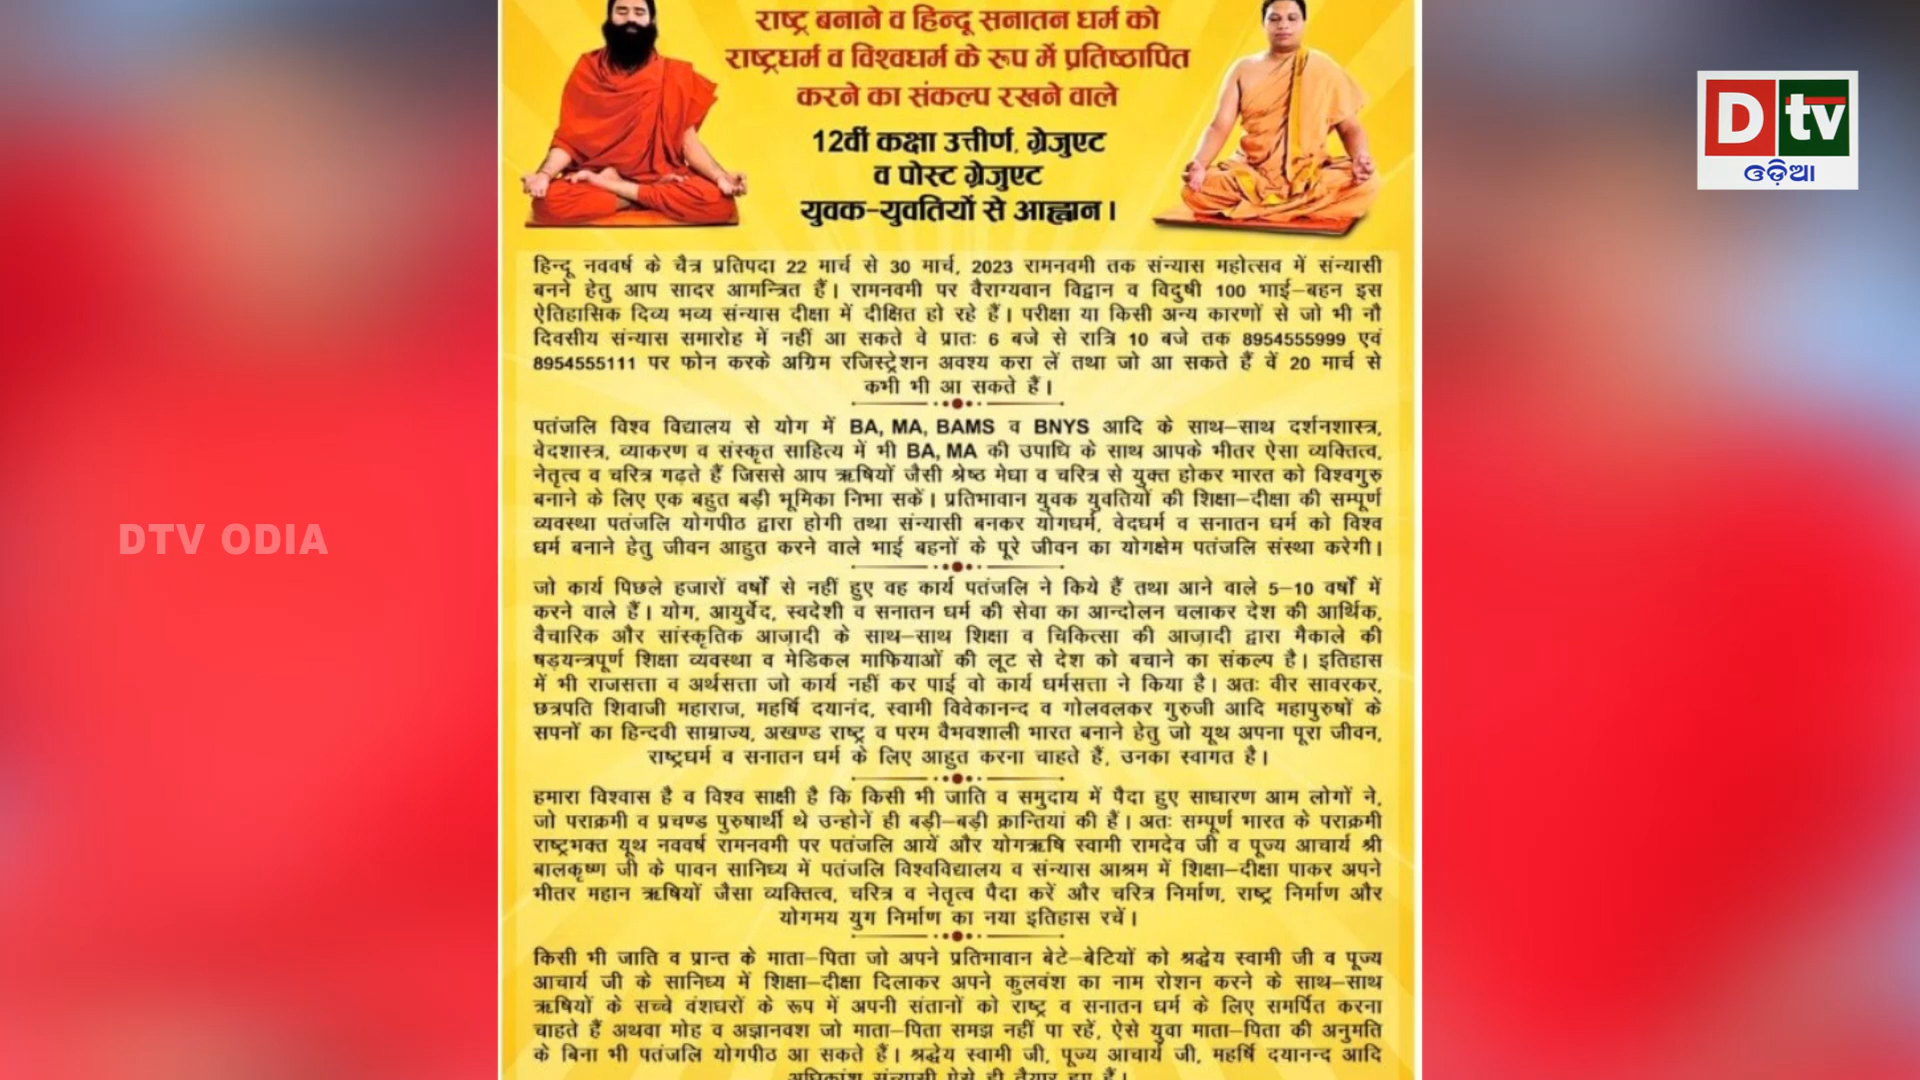 राष्ट्र बनाने व हिन्दू सनातन धर्म को
राष्ट्रधर्म व विश्वधर्म के रूप में प्रतिष्ठापित
करने का संकल्प रखने वाले
12वीं कक्षा उत्तीर्ण, ग्रेजुएट
व पोस्ट ग्रेजुएट
युवक-युवतियों से आह्वान।
D tv
ଓଡ଼ିଆ
हिन्दू नववर्ष के चैत्र प्रतिपदा 22 मार्च से 30 मार्च, 2023 रामनवमी तक संन्यास महोत्सव में संन्यासी
बनने हेतु आप सादर आमन्त्रित हैं। रामनवमी पर वैराग्यवान विद्वान व विदुषी 100 भाई–बहन इस
ऐतिहासिक दिव्य भव्य संन्यास दीक्षा में दीक्षित हो रहे हैं। परीक्षा या किसी अन्य कारणों से जो भी नौ
दिवसीय संन्यास समारोह में नहीं आ सकते वे प्रातः 6 बजे से रात्रि 10 बजे तक 8954555999 एवं
8954555111 पर फोन करके अग्रिम रजिस्ट्रेशन अवश्य करा लें तथा जो आ सकते हैं वें 20 मार्च से
कभी भी आ सकते हैं।
पतंजलि विश्व विद्यालय से योग में BA, MA, BAMS व BNYS आदि के साथ–साथ दर्शनशास्त्र,
वेदशास्त्र, व्याकरण व संस्कृत साहित्य में भी BA, MA की उपाधि के साथ आपके भीतर ऐसा व्यक्तित्व,
नेतृत्व व चरित्र गढ़ते हैं जिससे आप ऋषियों जैसी श्रेष्ठ मेधा व चरित्र से युक्त होकर भारत को विश्वगुरु
बनाने के लिए एक बहुत बड़ी भूमिका निभा सकें। प्रतिभावान युवक युवतियों की शिक्षा–दीक्षा की सम्पूर्ण
व्यवस्था पतंजलि योगपीठ द्वारा होगी तथा संन्यासी बनकर योगधर्म, वेदधर्म व सनातन धर्म को विश्व
धर्म बनाने हेतु जीवन आहुत करने वाले भाई बहनों के पूरे जीवन का योगक्षेम पतंजलि संस्था करेगी।
DTV ODIA
जो कार्य पिछले हजारों वर्षों से नहीं हुए वह कार्य पतंजलि ने किये हैं तथा आने वाले 5–10 वर्षों में
करने वाले हैं। योग, आयुर्वेद, स्वदेशी व सनातन धर्म की सेवा का आन्दोलन चलाकर देश की आर्थिक,
वैचारिक और सांस्कृतिक आज़ादी के साथ–साथ शिक्षा व चिकित्सा की आज़ादी द्वारा मैकाले की
षड़यन्त्रपूर्ण शिक्षा व्यवस्था व मेडिकल माफियाओं की लूट से देश को बचाने का संकल्प है। इतिहास
में भी राजसत्ता व अर्थसत्ता जो कार्य नहीं कर पाई वो कार्य धर्मसत्ता ने किया है। अतः वीर सावरकर,
छत्रपति शिवाजी महाराज, महर्षि दयानंद, स्वामी विवेकानन्द व गोलवलकर गुरुजी आदि महापुरुषों के
सपनों का हिन्दवी साम्राज्य, अखण्ड राष्ट्र व परम वैभवशाली भारत बनाने हेतु जो यूथ अपना पूरा जीवन,
राष्ट्रधर्म व सनातन धर्म के लिए आहुत करना चाहते हैं, उनका स्वागत है।
हमारा विश्वास है व विश्व साक्षी है कि किसी भी जाति व समुदाय में पैदा हुए साधारण आम लोगों ने,
जो पराक्रमी व प्रचण्ड पुरुषार्थी थे उन्होनें ही बड़ी–बड़ी क्रान्तियां की हैं। अतः सम्पूर्ण भारत के पराक्रमी
राष्ट्रभक्त यूथ नववर्ष रामनवमी पर पतंजलि आयें और योगऋषि स्वामी रामदेव जी व पूज्य आचार्य श्री
बालकृष्ण जी के पावन सानिध्य में पतंजलि विश्वविद्यालय व संन्यास आश्रम में शिक्षा–दीक्षा पाकर अपने
भीतर महान ऋषियों जैसा व्यक्तित्व, चरित्र व नेतृत्व पैदा करें और चरित्र निर्माण, राष्ट्र निर्माण और
योगमय युग निर्माण का नया इतिहास रचें।
किसी भी जाति व प्रान्त के माता–पिता जो अपने प्रतिभावान बेटे–बेटियों को श्रद्धेय स्वामी जी व पूज्य
आचार्य जी के सानिध्य में शिक्षा–दीक्षा दिलाकर अपने कुलवंश का नाम रोशन करने के साथ–साथ
ऋषियों के सच्चे वंशधरों के रूप में अपनी संतानों को राष्ट्र व सनातन धर्म के लिए समर्पित करना
चाहते हैं अथवा मोह व अज्ञानवश जो माता–पिता समझ नहीं पा रहें, ऐसे युवा माता–पिता की अनुमति
के बिना भी पतंजलि योगपीठ आ सकते हैं। श्रद्धेय स्वामी जी, पूज्य आचार्य जी, महर्षि दयानन्द आदि
अधिकांश संन्यासी ऐसे ही तैयार हुए हैं।